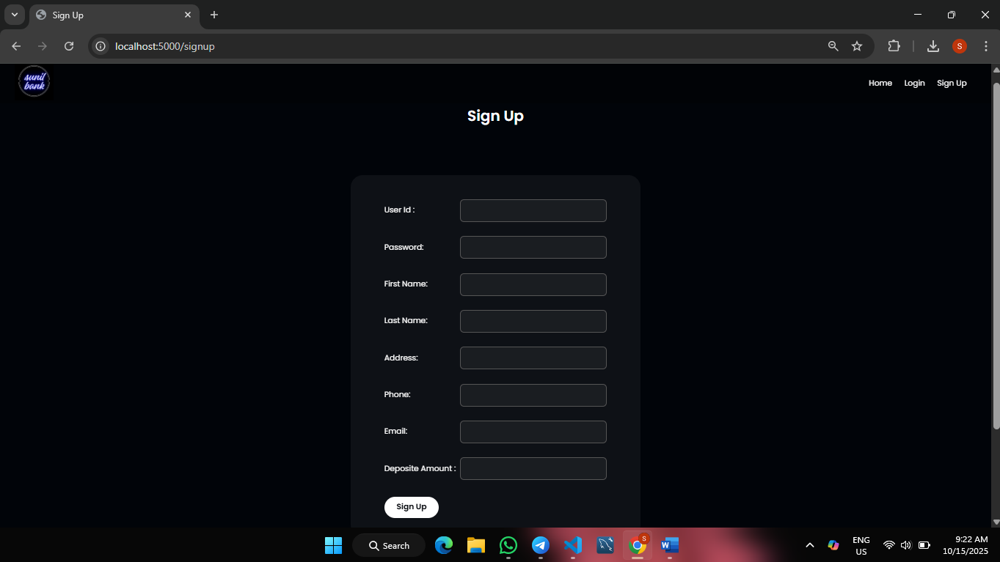 Sign Up
localhost:5000/signup
S
sunil
bank
Home Login Sign Up
Sign Up
User Id :
Password:
First Name:
Last Name:
Address:
Phone:
Email:
Deposite Amount :
Sign Up
Search
S
W
ENG
US
9:22 AM
10/15/2025